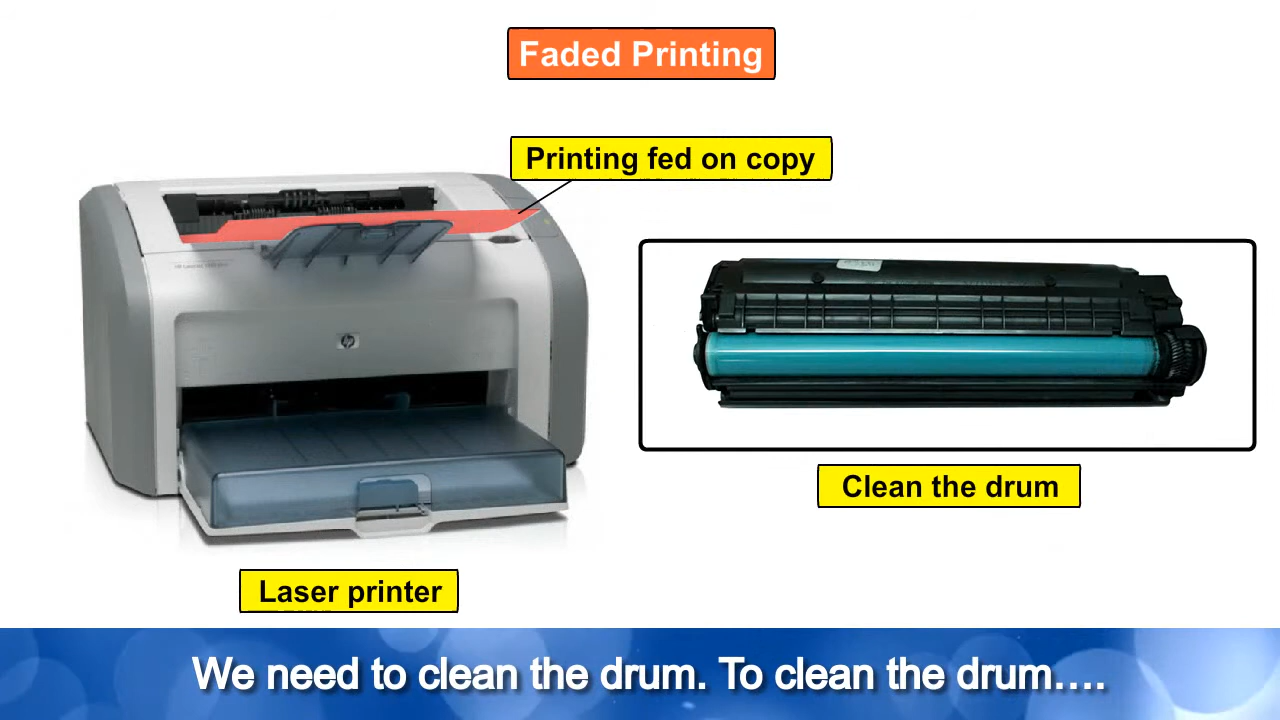 Faded Printing
Printing fed on copy
hp
Clean the drum
Laser printer
We need to clean the drum. To clean the drum....